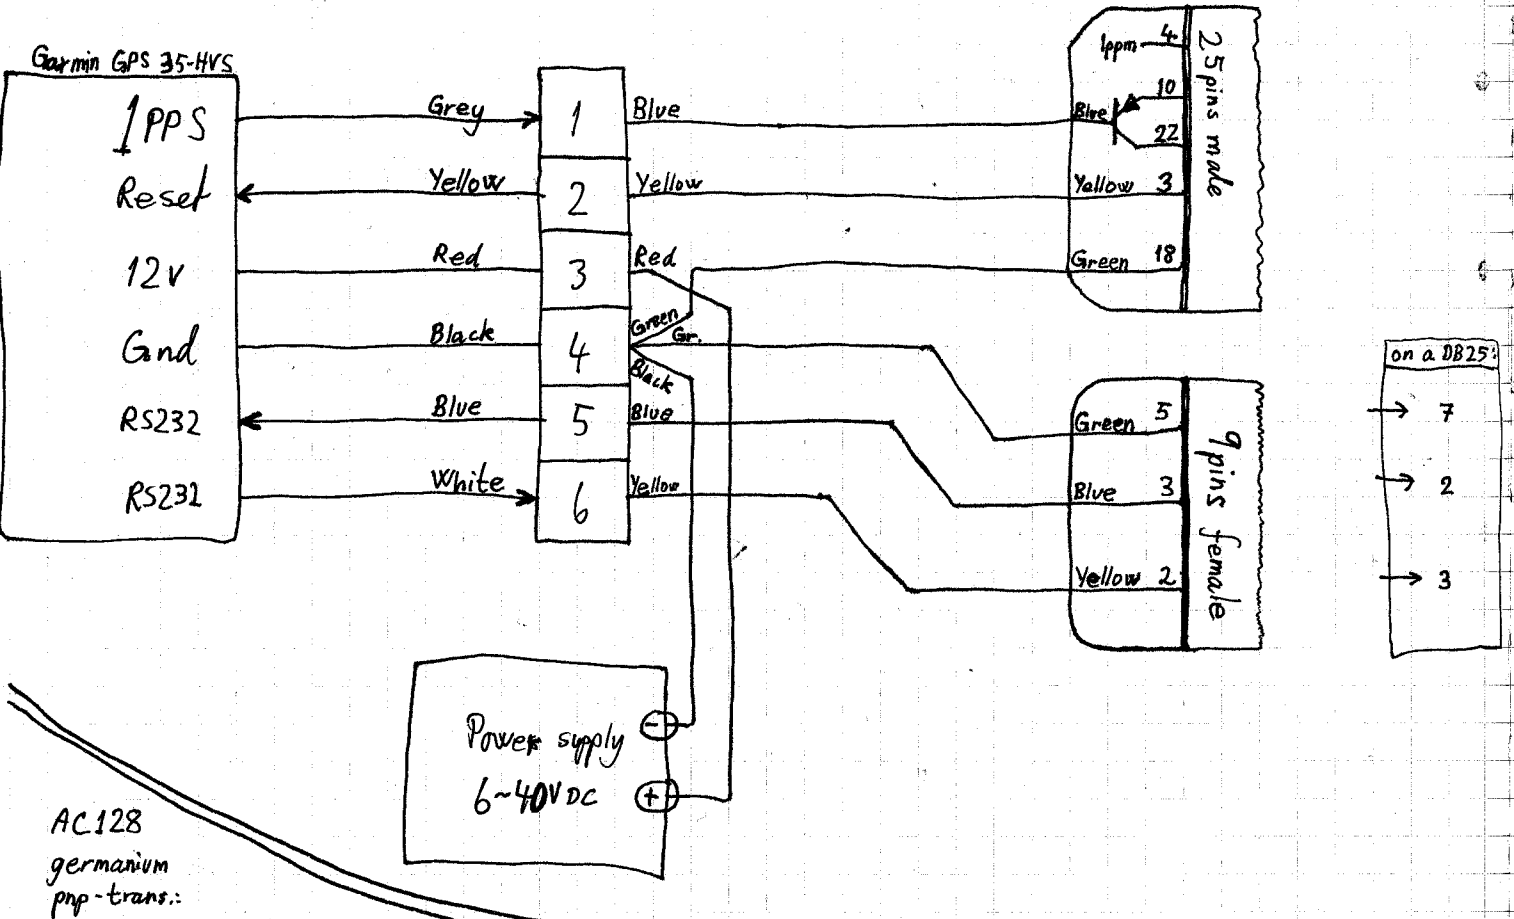 Garmin GPS 35-HVS
1PPS
Grey
1
Blue
Reset
Yellow
2
Yellow
12v
Red
3
Red
Gnd
Black
4
Green
Gr.
Black
RS232
Blue
5
Blue
RS232
White
6
Yellow
1ppm
4
Blue
10
22
Yellow 3
Green 18
25 pins male
Green 5
Blue 3
Yellow 2
9 pins female
on a DB25:
7
2
3
Power supply
6~40V DC
-
+
AC128
germanium
pnp-trans.: